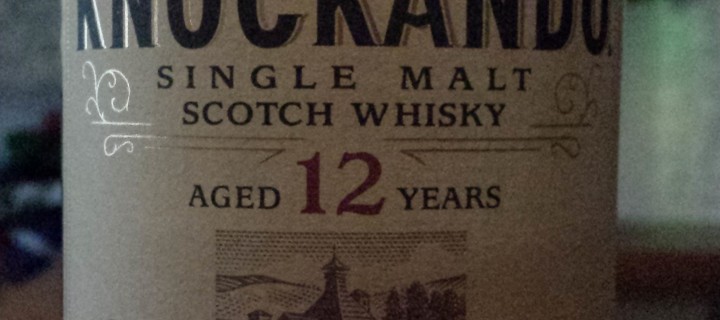 KNOCKANDO.
SINGLE MALT
SCOTCH WHISKY
AGED 12 YEARS